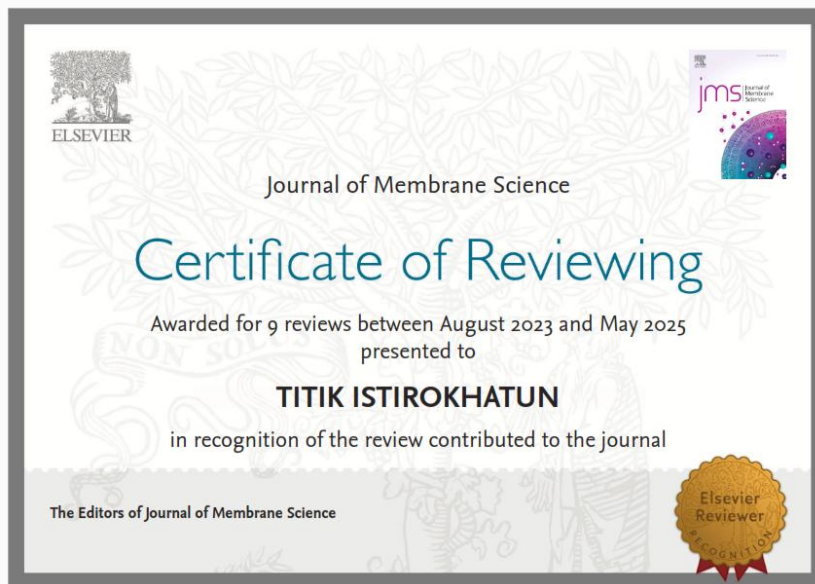 ELSEVIER
jms
Journal of
Membrane
Science
Journal of Membrane Science
Certificate of Reviewing
Awarded for 9 reviews between August 2023 and May 2025
presented to
NON SOLUS
TITIK ISTIROKHATUN
in recognition of the review contributed to the journal
The Editors of Journal of Membrane Science
Elsevier
Reviewer
RECOGNITION